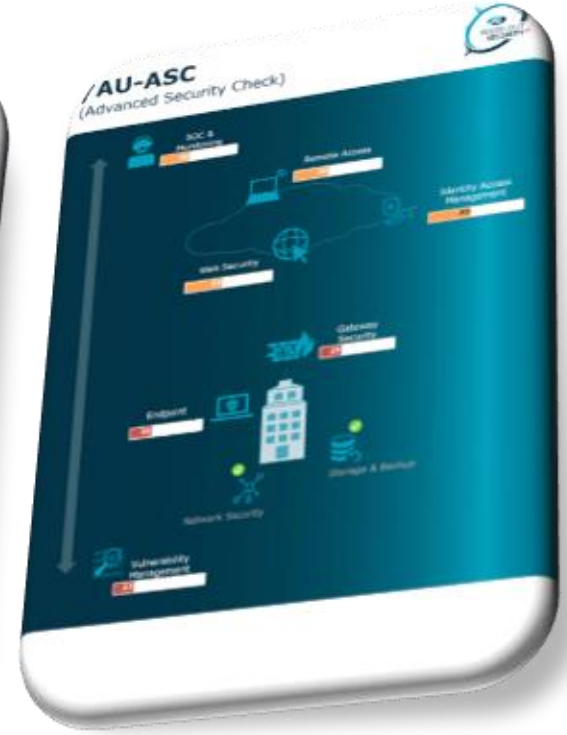 /AU-ASC
(Advanced Security Check)
SOC &
Monitoring
Remote Access
Identity Access
Management
Web Security
Gateway
Security
Endpoint
Storage & Backup
Network Security
Vulnerability
Management